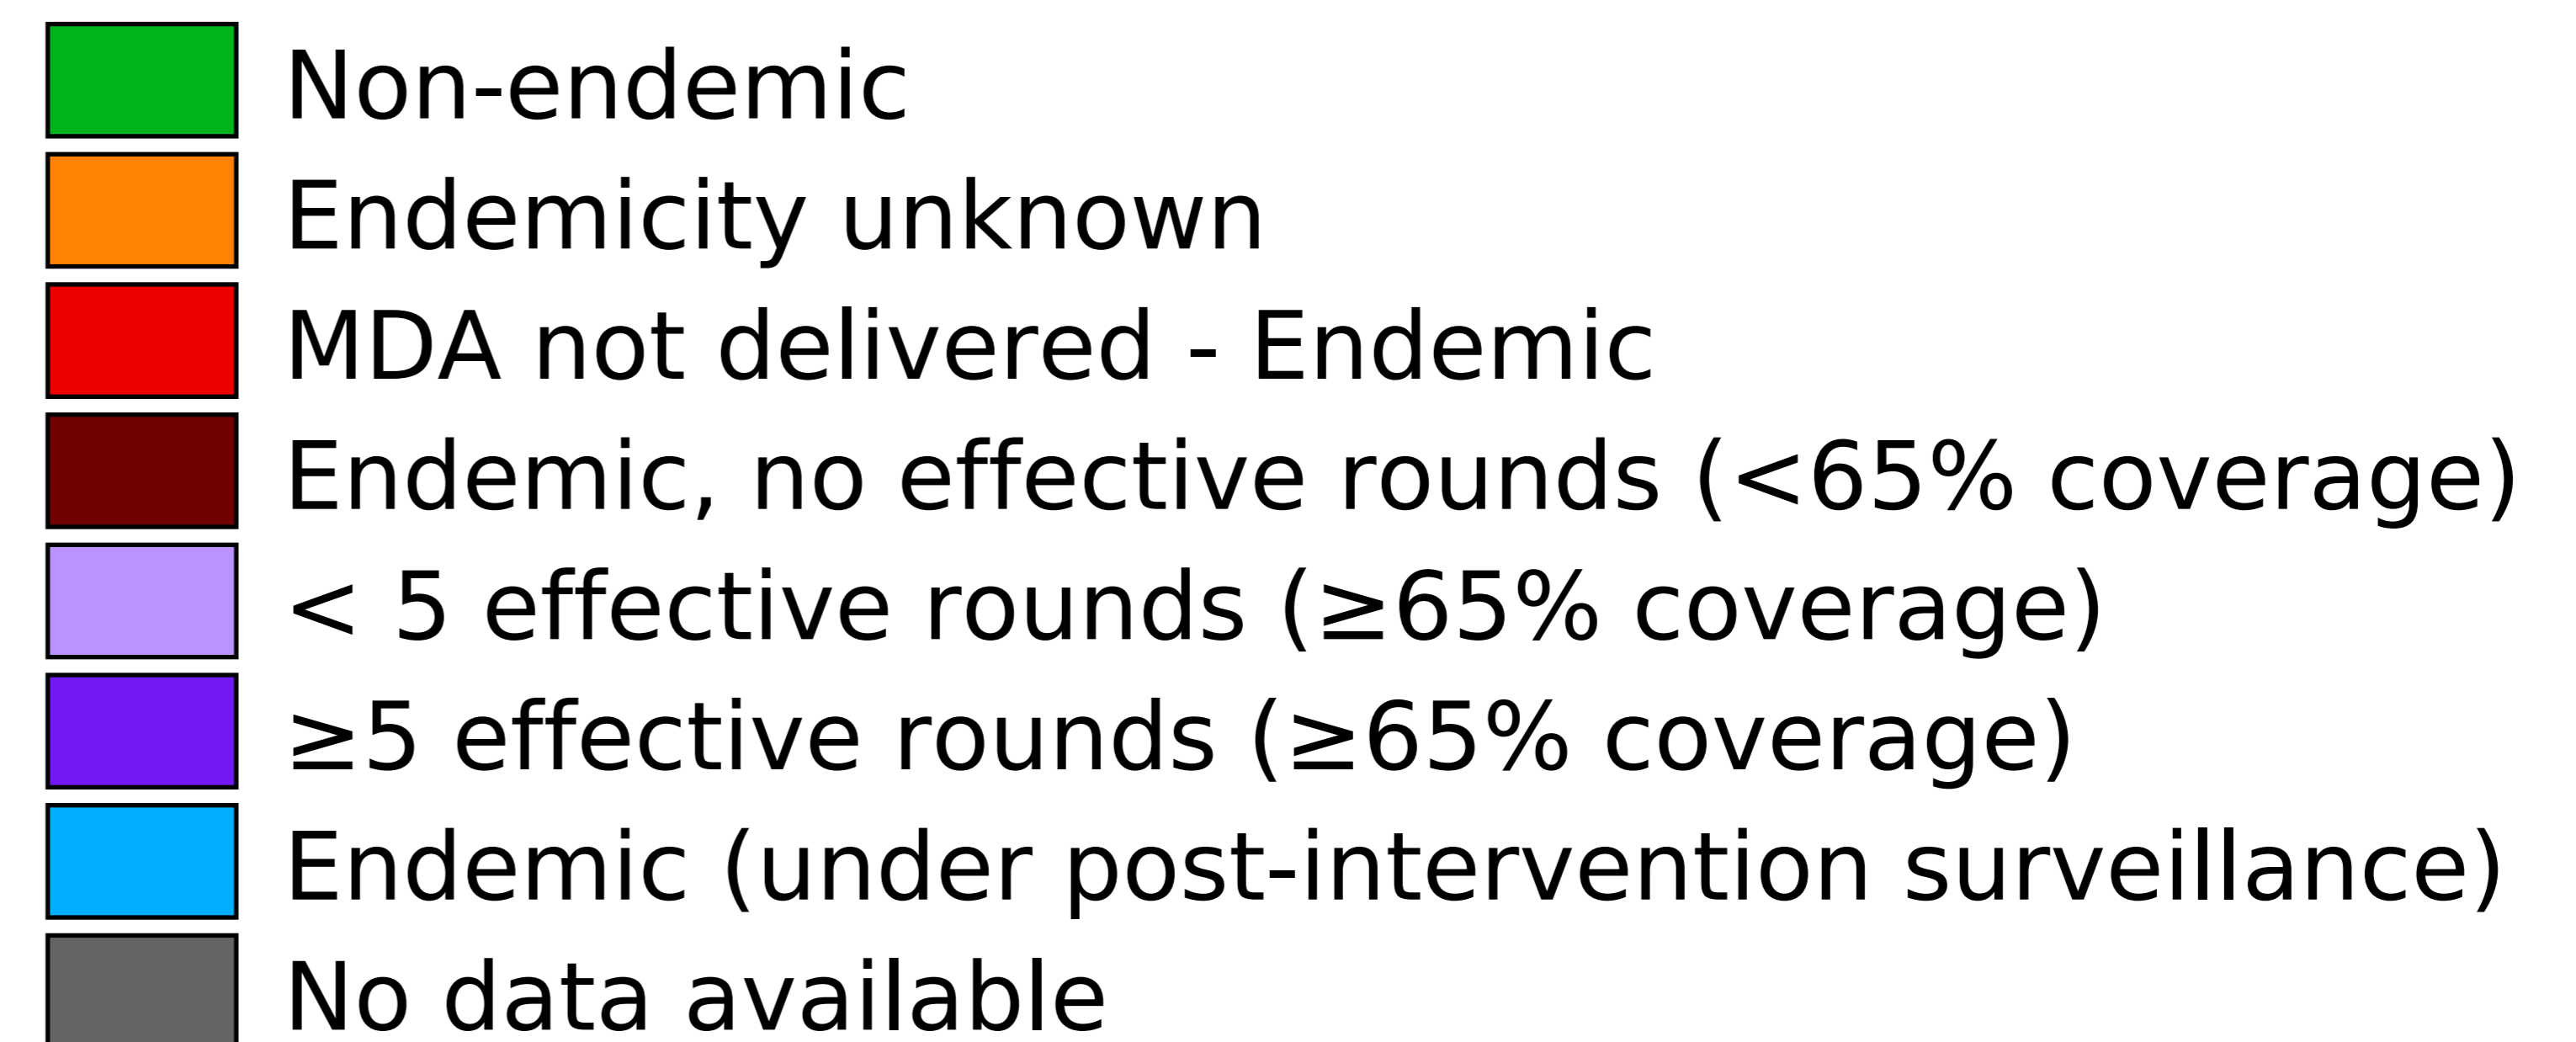 Non-endemic
Endemicity unknown
MDA not delivered - Endemic
Endemic, no effective rounds (<65% coverage)
< 5 effective rounds (≥65% coverage)
≥5 effective rounds (≥65% coverage)
Endemic (under post-intervention surveillance)
No data available